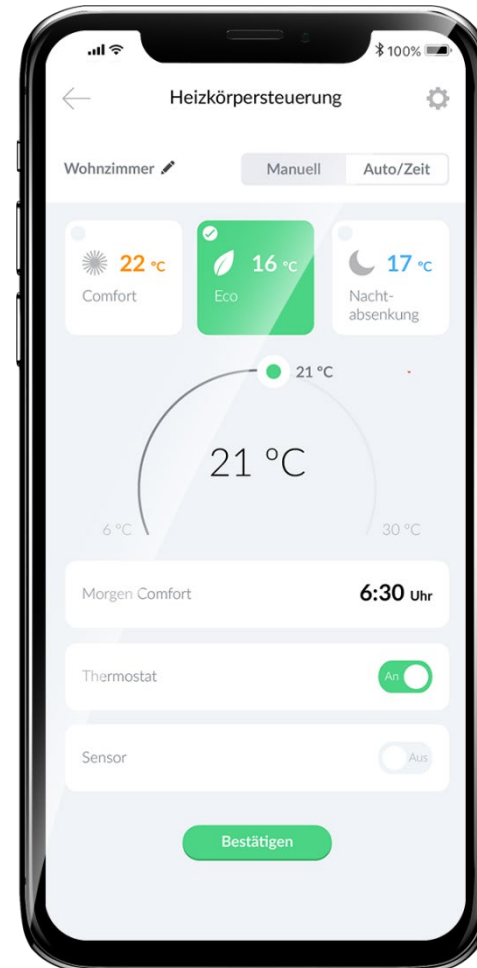 100%
Heizkörpersteuerung
Wohnzimmer
Manuell
Auto/Zeit
22 °C
Comfort
16 °C
Eco
17 °C
Nacht-
absenkung
21 °C
21 °C
6 °C
30 °C
Morgen Comfort
6:30 Uhr
Thermostat
An
Sensor
Aus
Bestätigen